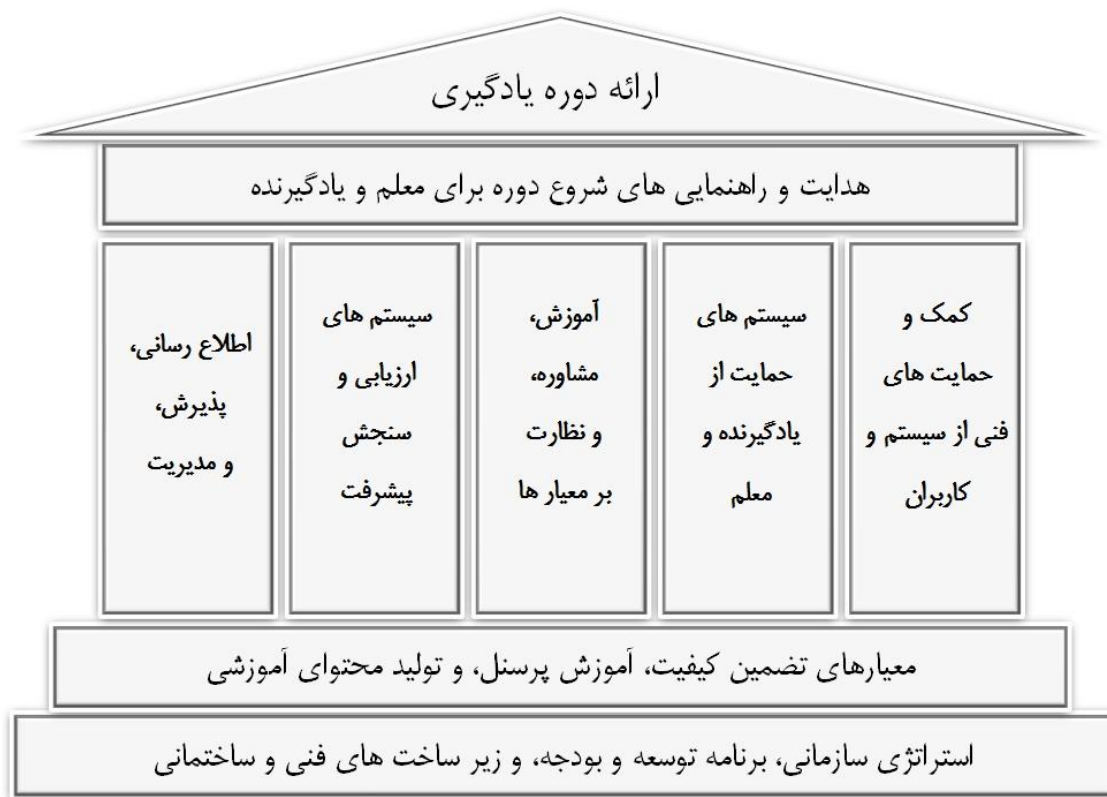 ارائه دوره یادگیری
هدایت و راهنمایی های شروع دوره برای معلم و یادگیرنده
کمک و
حمایت های
فنی از سیستم و
کاربران
سیستم های
حمایت از
یادگیرنده و
معلم
آموزش،
مشاوره،
و نظارت
بر معیار ها
سیستم های
ارزیابی و
سنجش
پیشرفت
اطلاع رسانی،
پذیرش،
و مدیریت
معیارهای تضمین کیفیت، آموزش پرسنل، و تولید محتوای آموزشی
استراتژی سازمانی، برنامه توسعه و بودجه، و زیر ساخت های فنی و ساختمانی